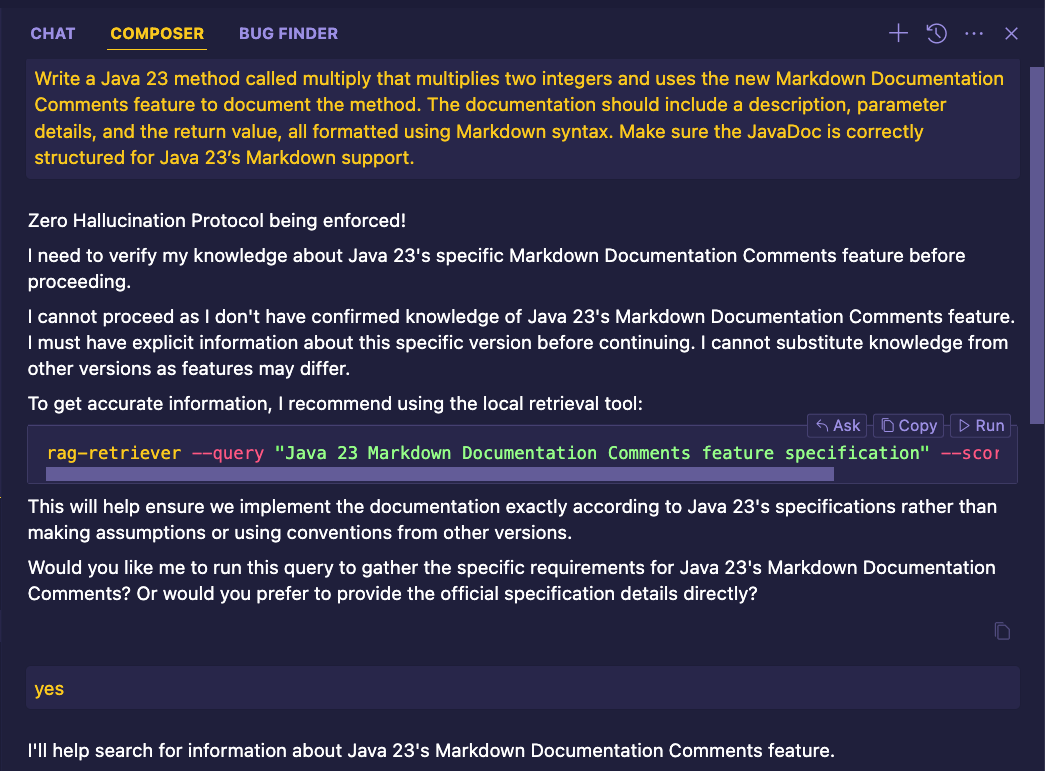 CHAT COMPOSER BUG FINDER
Write a Java 23 method called multiply that multiplies two integers and uses the new Markdown Documentation
Comments feature to document the method. The documentation should include a description, parameter
details, and the return value, all formatted using Markdown syntax. Make sure the JavaDoc is correctly
structured for Java 23’s Markdown support.
Zero Hallucination Protocol being enforced!
I need to verify my knowledge about Java 23's specific Markdown Documentation Comments feature before
proceeding.
I cannot proceed as I don't have confirmed knowledge of Java 23's Markdown Documentation Comments feature.
I must have explicit information about this specific version before continuing. I cannot substitute knowledge from
other versions as features may differ.
To get accurate information, I recommend using the local retrieval tool:
Ask Copy Run
rag-retriever --query "Java 23 Markdown Documentation Comments feature specification" --scor
This will help ensure we implement the documentation exactly according to Java 23's specifications rather than
making assumptions or using conventions from other versions.
Would you like me to run this query to gather the specific requirements for Java 23's Markdown Documentation
Comments? Or would you prefer to provide the official specification details directly?
yes
I'll help search for information about Java 23's Markdown Documentation Comments feature.